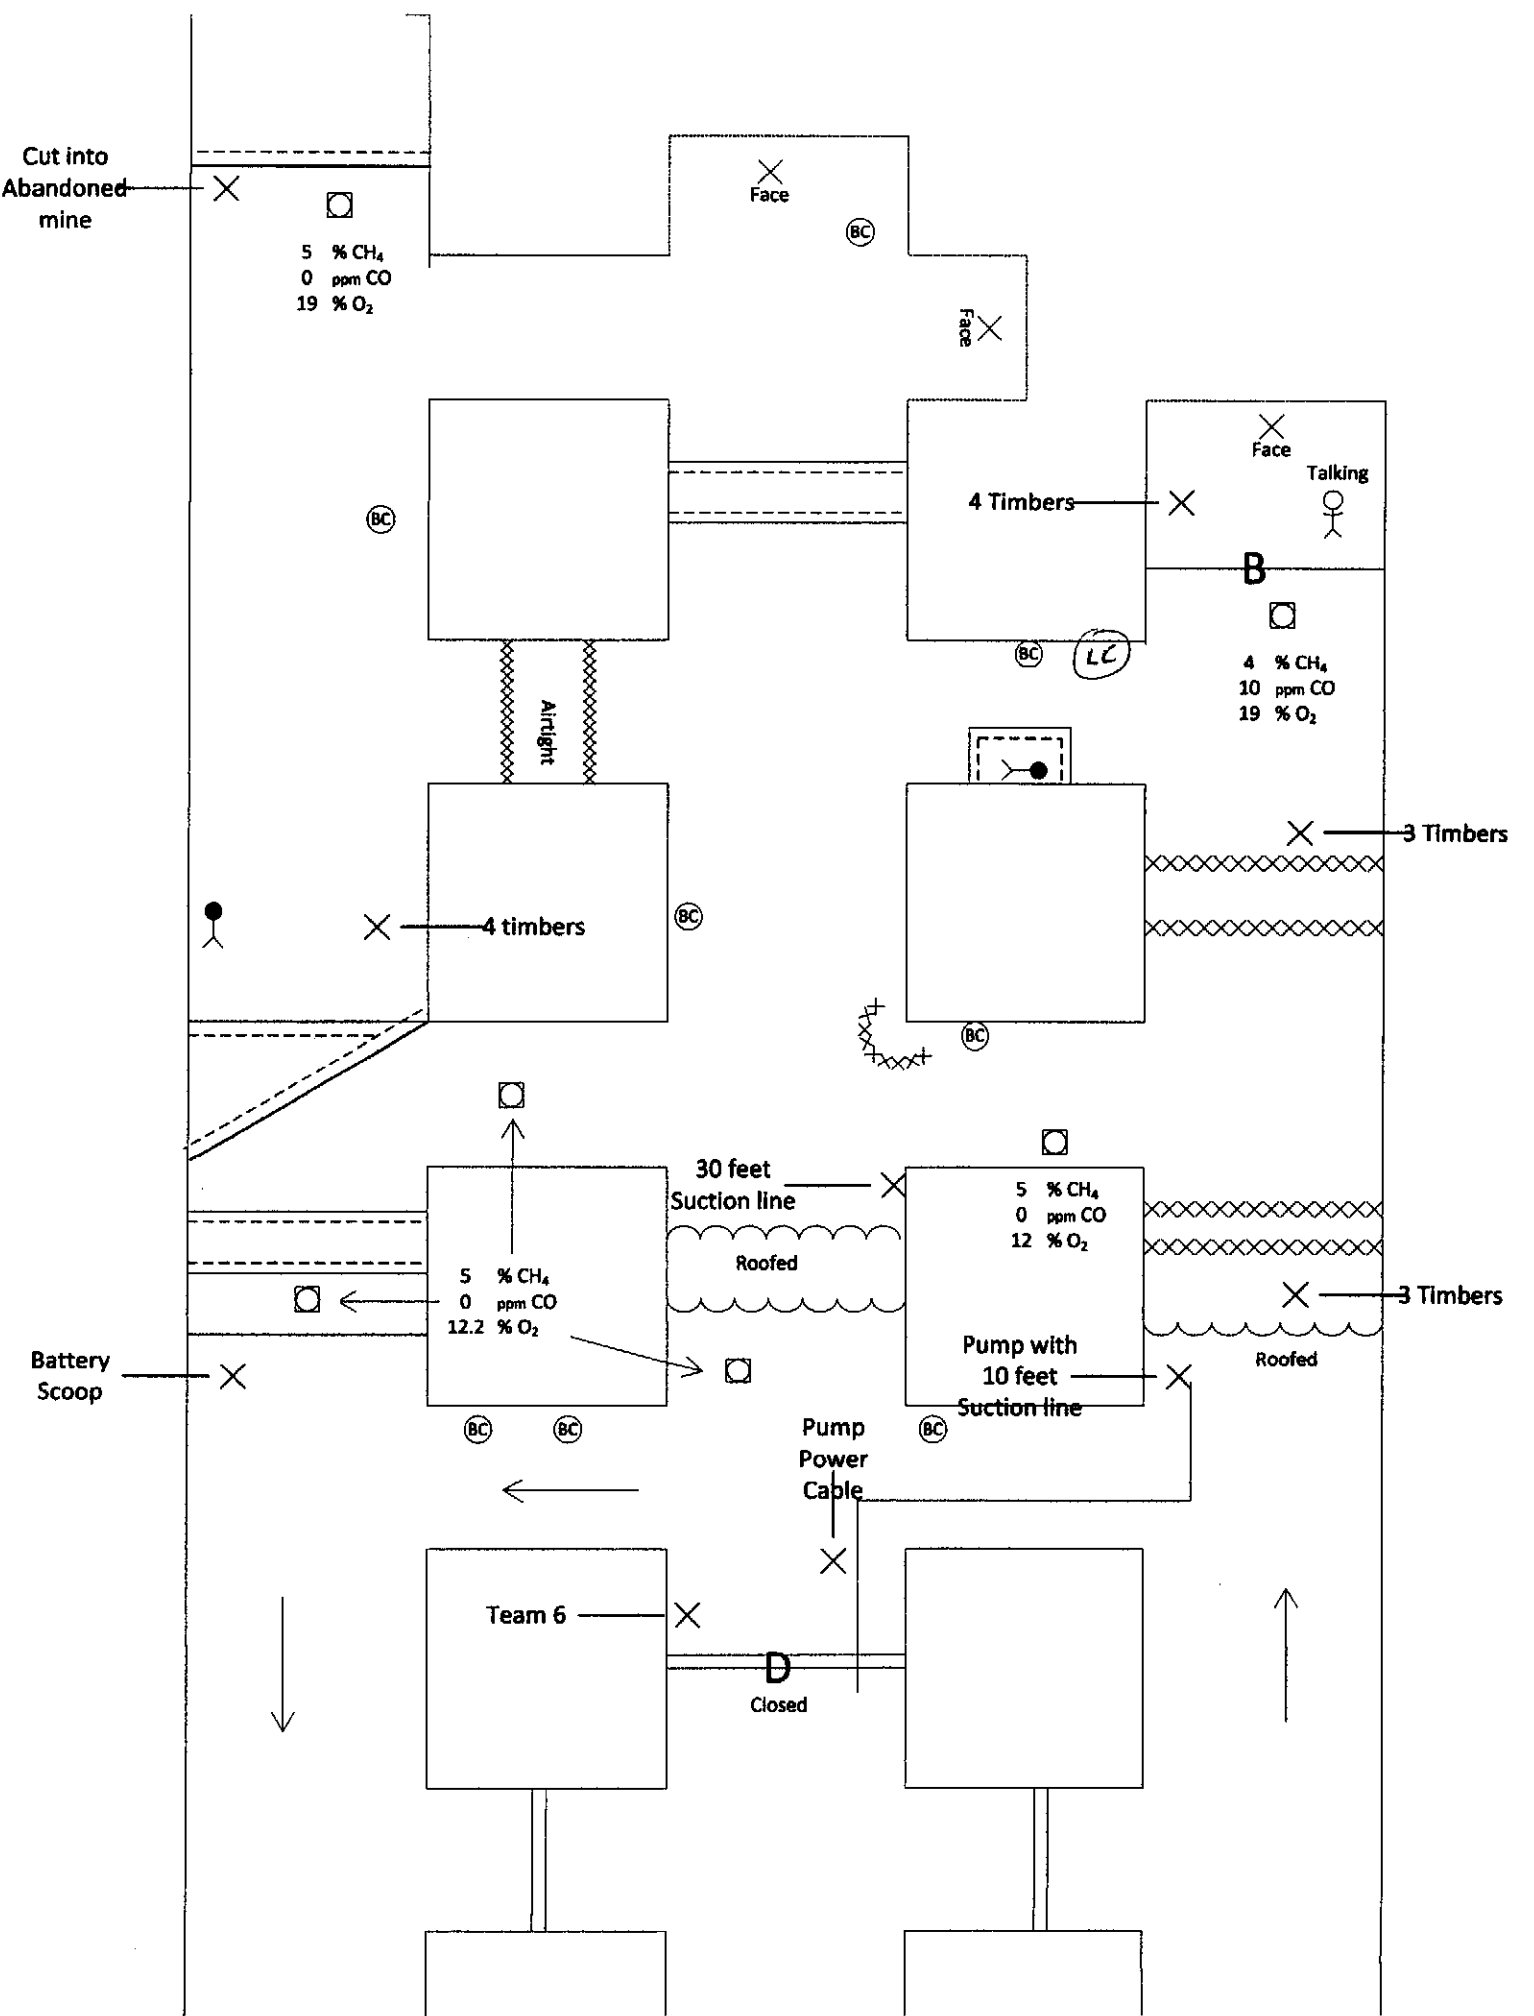 Cut into
Abandoned
mine
5 % CH₄
0 ppm CO
19 % O₂
Face
BC
Face
Face
Talking
4 Timbers
BC
B
BC
LC
4 % CH₄
10 ppm CO
19 % O₂
Airtight
3 Timbers
4 timbers
BC
BC
30 feet
Suction line
5 % CH₄
0 ppm CO
12 % O₂
Roofed
5 % CH₄
0 ppm CO
12.2 % O₂
3 Timbers
Roofed
Battery
Scoop
Pump with
10 feet
Suction line
BC
BC
BC
Pump
Power
Cable
Team 6
D
Closed